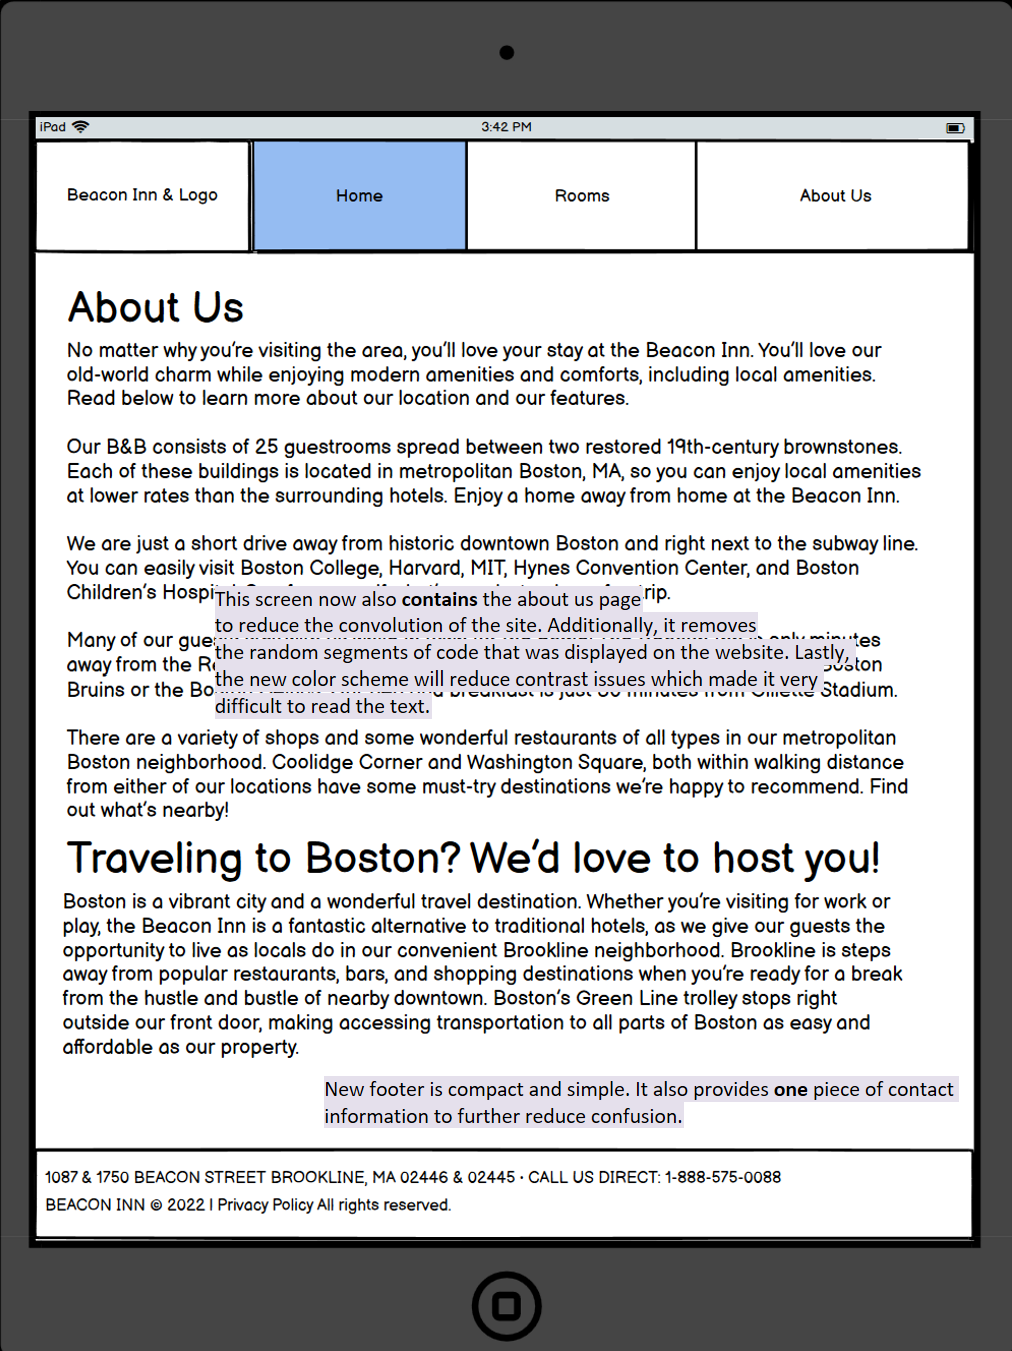 iPad
3:42 PM
Beacon Inn & Logo
Home
Rooms
About Us
About Us
No matter why you're visiting the area, you'll love your stay at the Beacon Inn. You'll love our
old-world charm while enjoying modern amenities and comforts, including local amenities.
Read below to learn more about our location and our features.
Our B&B consists of 25 guestrooms spread between two restored 19th-century brownstones.
Each of these buildings is located in metropolitan Boston, MA, so you can enjoy local amenities
at lower rates than the surrounding hotels. Enjoy a home away from home at the Beacon Inn.
We are just a short drive away from historic downtown Boston and right next to the subway line.
You can easily visit Boston College, Harvard, MIT, Hynes Convention Center, and Boston
Children's
This screen now also contains the about us page
to reduce the convolution of the site. Additionally, it removes
the random segments of code that was displayed on the website. Lastly,
the new color scheme will reduce contrast issues which made it very
difficult to read the text.
Many of our only minutes
away from the
Bruins or the breakfast is just 30 minutes from Gillette Stadium.
There are a variety of shops and some wonderful restaurants of all types in our metropolitan
Boston neighborhood. Coolidge Corner and Washington Square, both within walking distance
from either of our locations have some must-try destinations we're happy to recommend. Find
out what's nearby!
Traveling to Boston? We'd love to host you!
Boston is a vibrant city and a wonderful travel destination. Whether you're visiting for work or
play, the Beacon Inn is a fantastic alternative to traditional hotels, as we give our guests the
opportunity to live as locals do in our convenient Brookline neighborhood. Brookline is steps
away from popular restaurants, bars, and shopping destinations when you're ready for a break
from the hustle and bustle of nearby downtown. Boston's Green Line trolley stops right
outside our front door, making accessing transportation to all parts of Boston as easy and
affordable as our property.
New footer is compact and simple. It also provides one piece of contact
information to further reduce confusion.
1087 & 1750 BEACON STREET BROOKLINE, MA 02446 & 02445 · CALL US DIRECT: 1-888-575-0088
BEACON INN © 2022 | Privacy Policy All rights reserved.